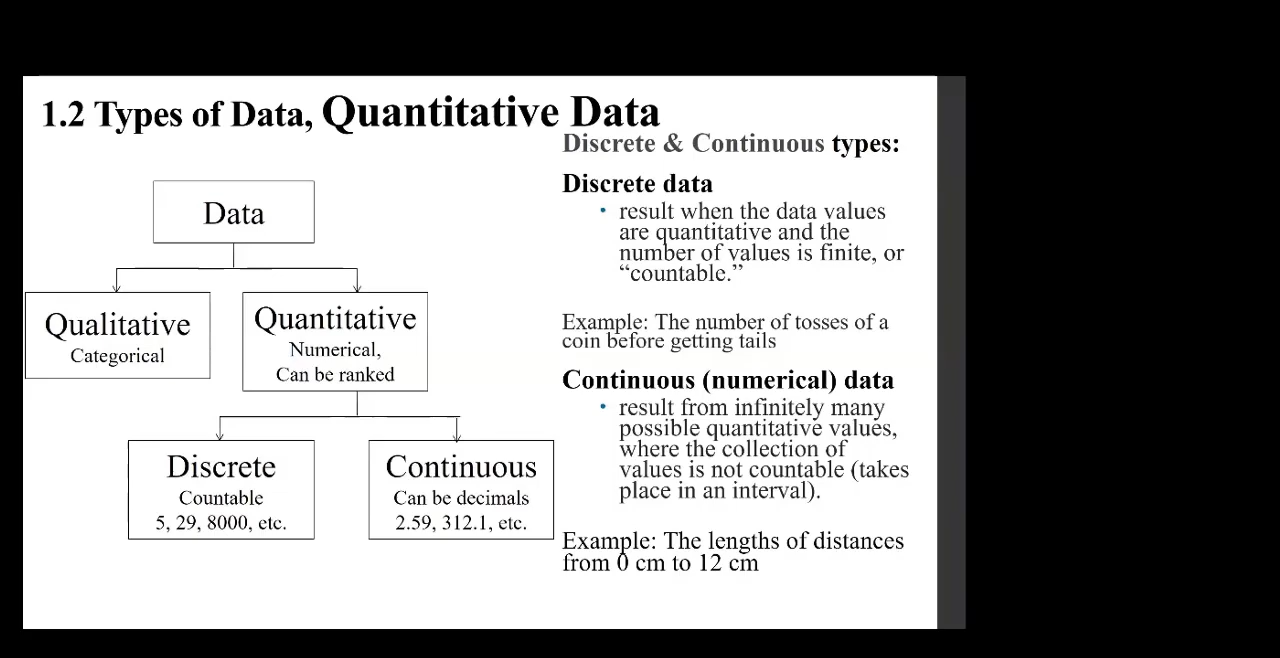 1.2 Types of Data, Quantitative Data
Data
Qualitative
Categorical
Quantitative
Numerical,
Can be ranked
Discrete
Countable
5, 29, 8000, etc.
Continuous
Can be decimals
2.59, 312.1, etc.
Discrete & Continuous types:
Discrete data
• result when the data values
are quantitative and the
number of values is finite, or
“countable.”
Example: The number of tosses of a
coin before getting tails
Continuous (numerical) data
• result from infinitely many
possible quantitative values,
where the collection of
values is not countable (takes
place in an interval).
Example: The lengths of distances
from 0 cm to 12 cm